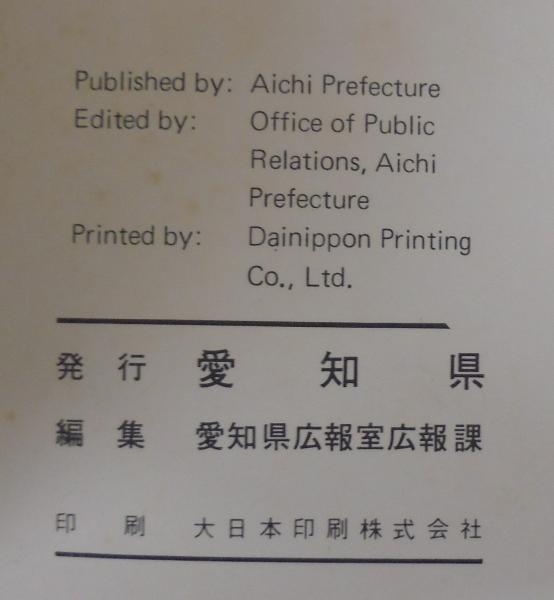 Published by: Aichi Prefecture
Edited by: Office of Public
Relations, Aichi
Prefecture
Printed by: Dainippon Printing
Co., Ltd.
発行 愛知県
編集 愛知県広報室広報課
印刷 大日本印刷株式会社